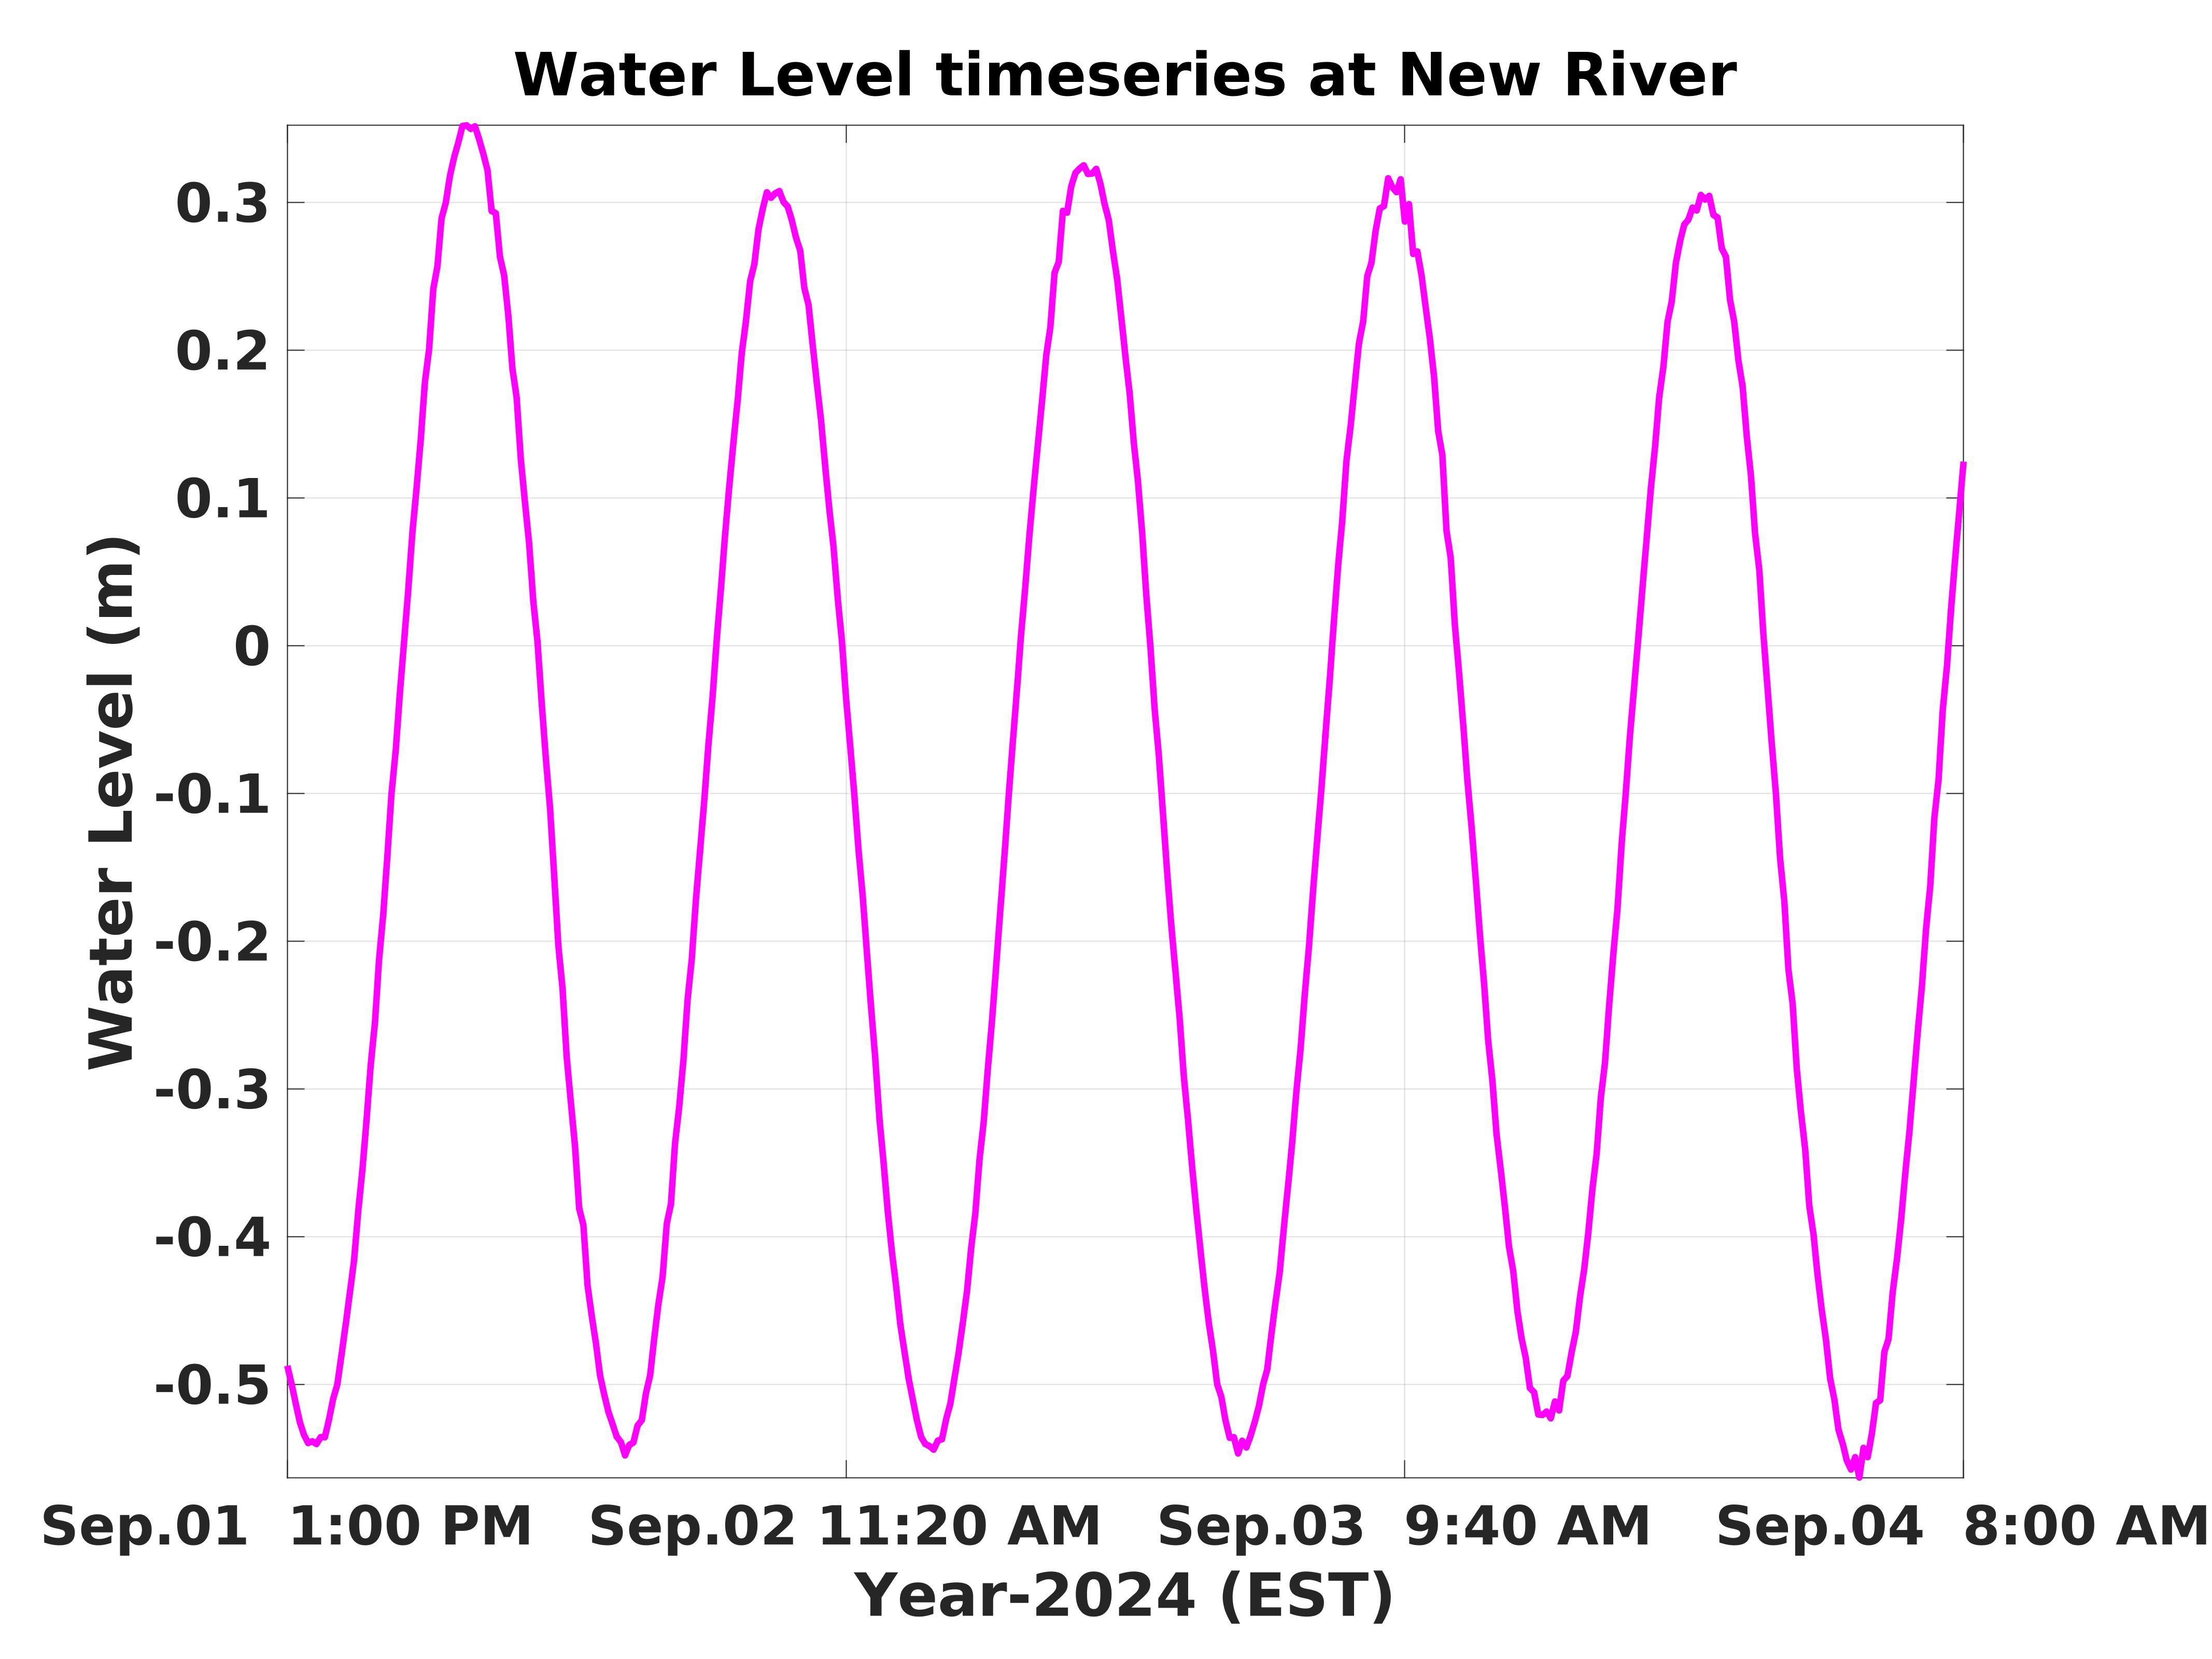 Water Level timeseries at New River
Water Level (m)
0.3
0.2
0.1
0
-0.1
-0.2
-0.3
-0.4
-0.5
Sep.01 1:00 PM Sep.02 11:20 AM Sep.03 9:40 AM Sep.04 8:00 AM
Year-2024 (EST)